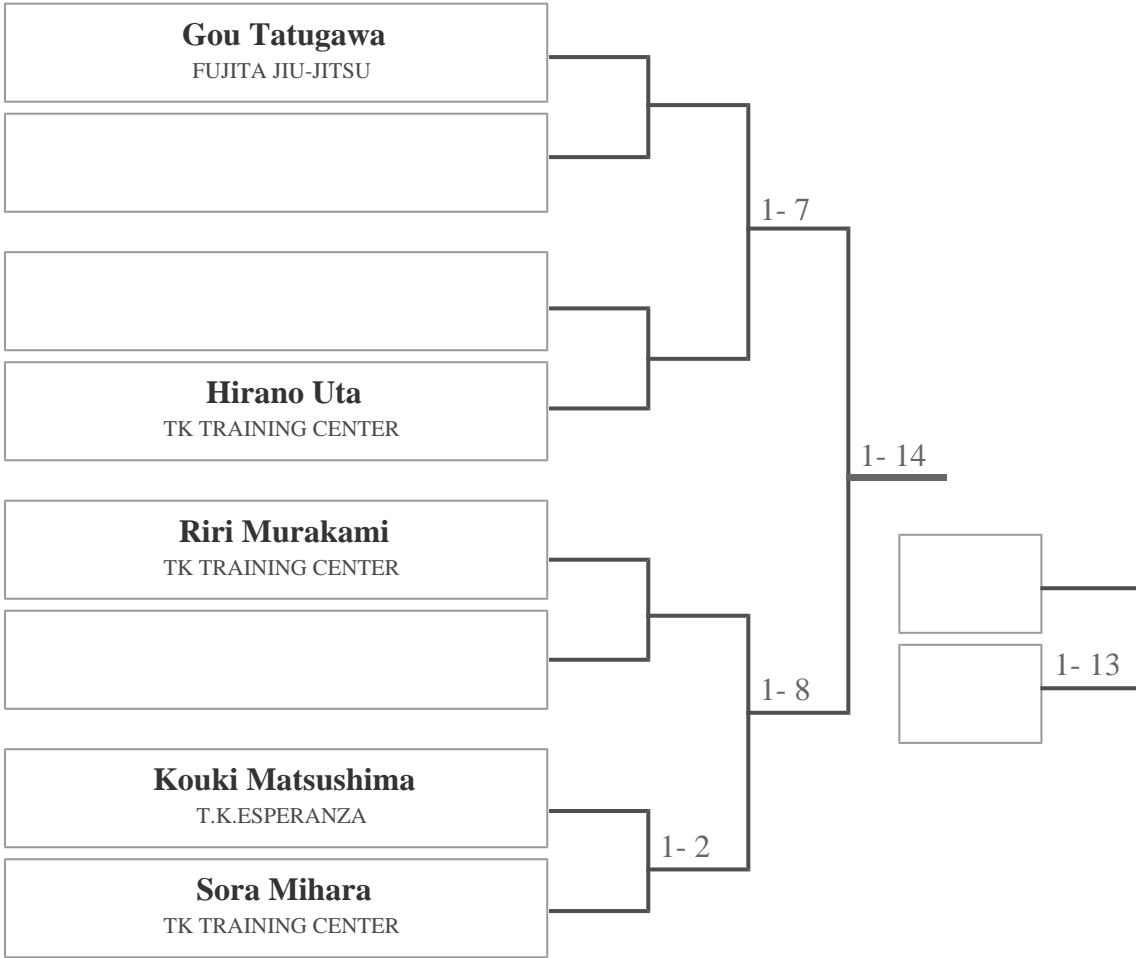 Gou Tatugawa
FUJITA JIU-JITSU
1- 7
Hirano Uta
TK TRAINING CENTER
1- 14
Riri Murakami
TK TRAINING CENTER
1- 13
1- 8
Kouki Matsushima
T.K.ESPERANZA
1- 2
Sora Mihara
TK TRAINING CENTER